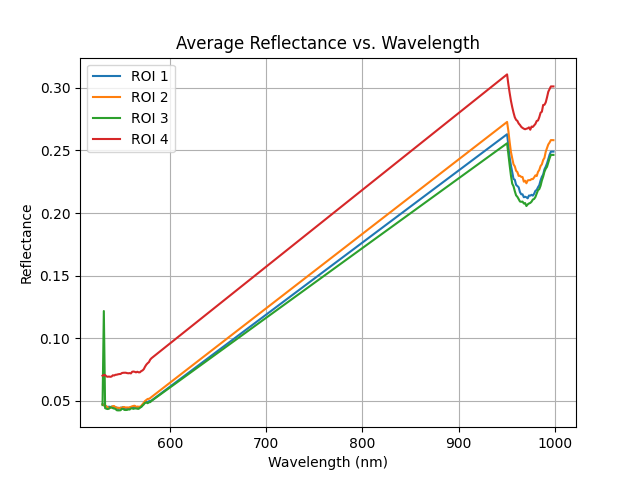 Average Reflectance vs. Wavelength
ROI 1
ROI 2
ROI 3
ROI 4
Reflectance
0.30
0.25
0.20
0.15
0.10
0.05
600
700
800
900
1000
Wavelength (nm)